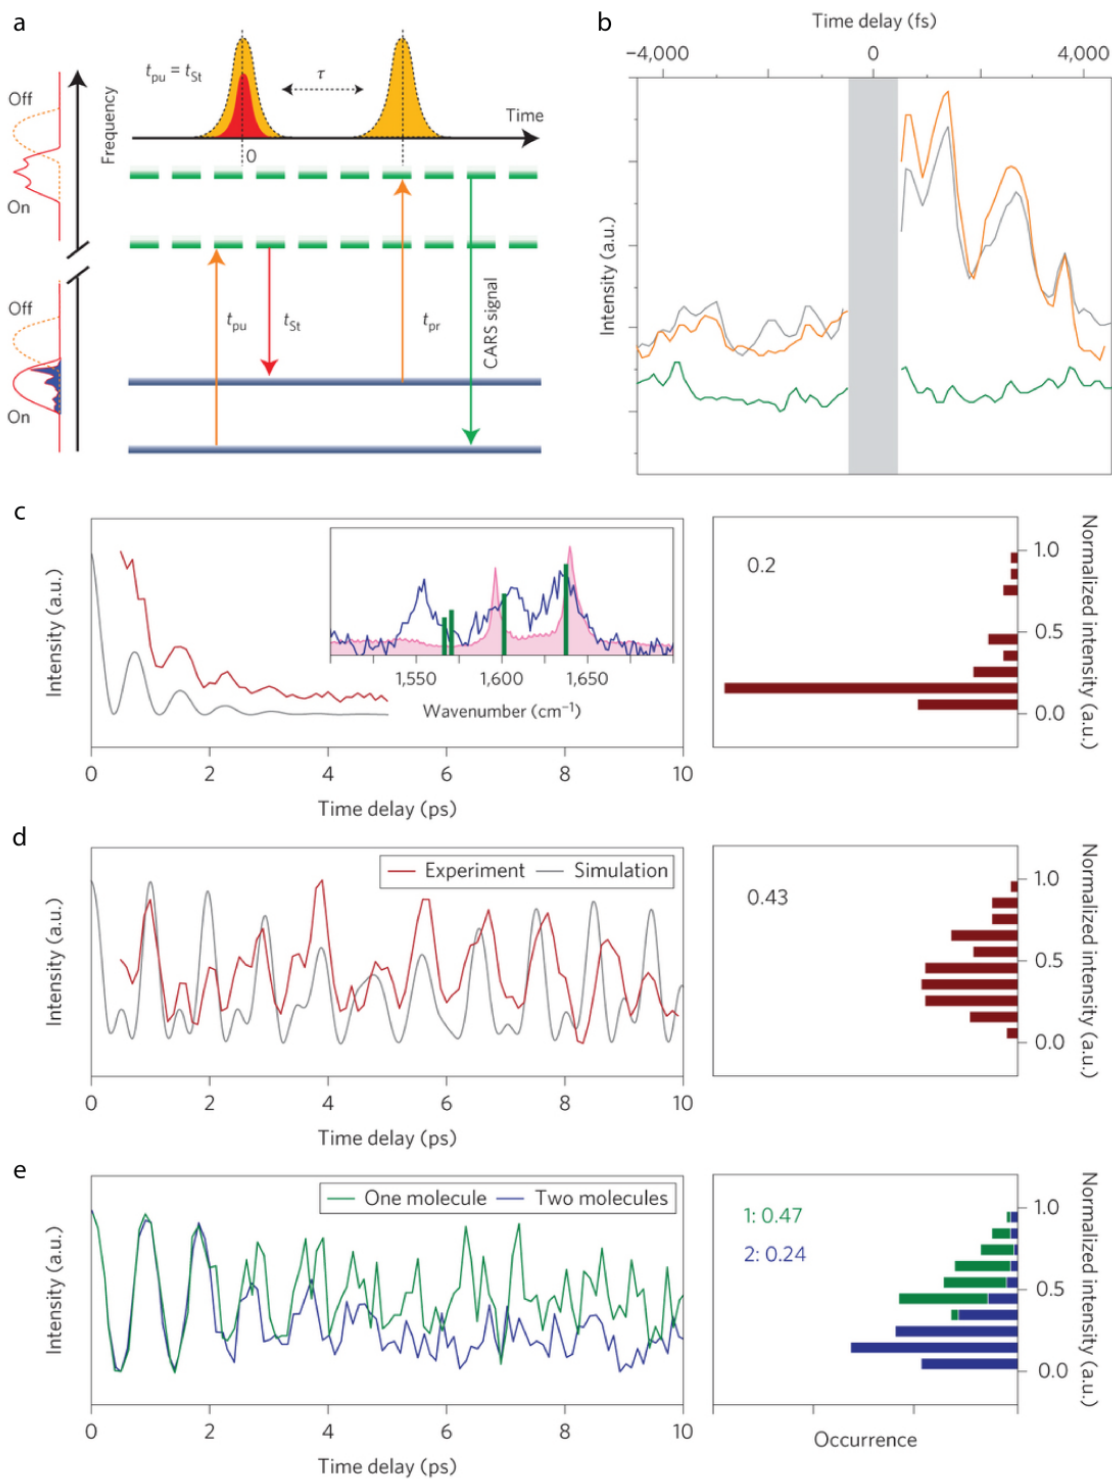 a
t_pu = t_St
τ
Time
0
Frequency
Off
On
Off
On
t_pu
t_St
t_pr
CARS signal
b
Time delay (fs)
−4,000
0
4,000
Intensity (a.u.)
c
Intensity (a.u.)
1,550
1,600
1,650
Wavenumber (cm⁻¹)
0
2
4
6
8
10
Time delay (ps)
0.2
1.0
0.5
0.0
Normalized intensity (a.u.)
d
Intensity (a.u.)
Experiment
Simulation
0
2
4
6
8
10
Time delay (ps)
0.43
1.0
0.5
0.0
Normalized intensity (a.u.)
e
Intensity (a.u.)
One molecule
Two molecules
0
2
4
6
8
10
Time delay (ps)
1: 0.47
2: 0.24
1.0
0.5
0.0
Normalized intensity (a.u.)
Occurrence